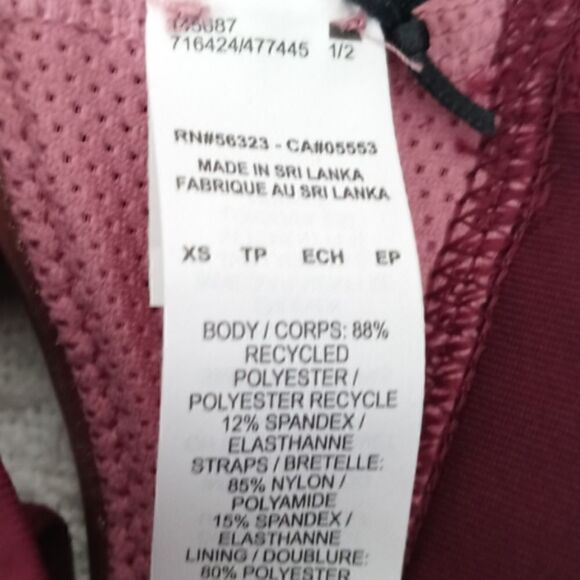 716424/477445 1/2
RN#56323 - CA#05553
MADE IN SRI LANKA
FABRIQUE AU SRI LANKA
XS TP ECH EP
BODY / CORPS: 88%
RECYCLED
POLYESTER /
POLYESTER RECYCLE
12% SPANDEX /
ELASTHANNE
STRAPS / BRETELLE:
85% NYLON /
POLYAMIDE
15% SPANDEX /
ELASTHANNE
LINING / DOUBLURE:
80% POLYESTER